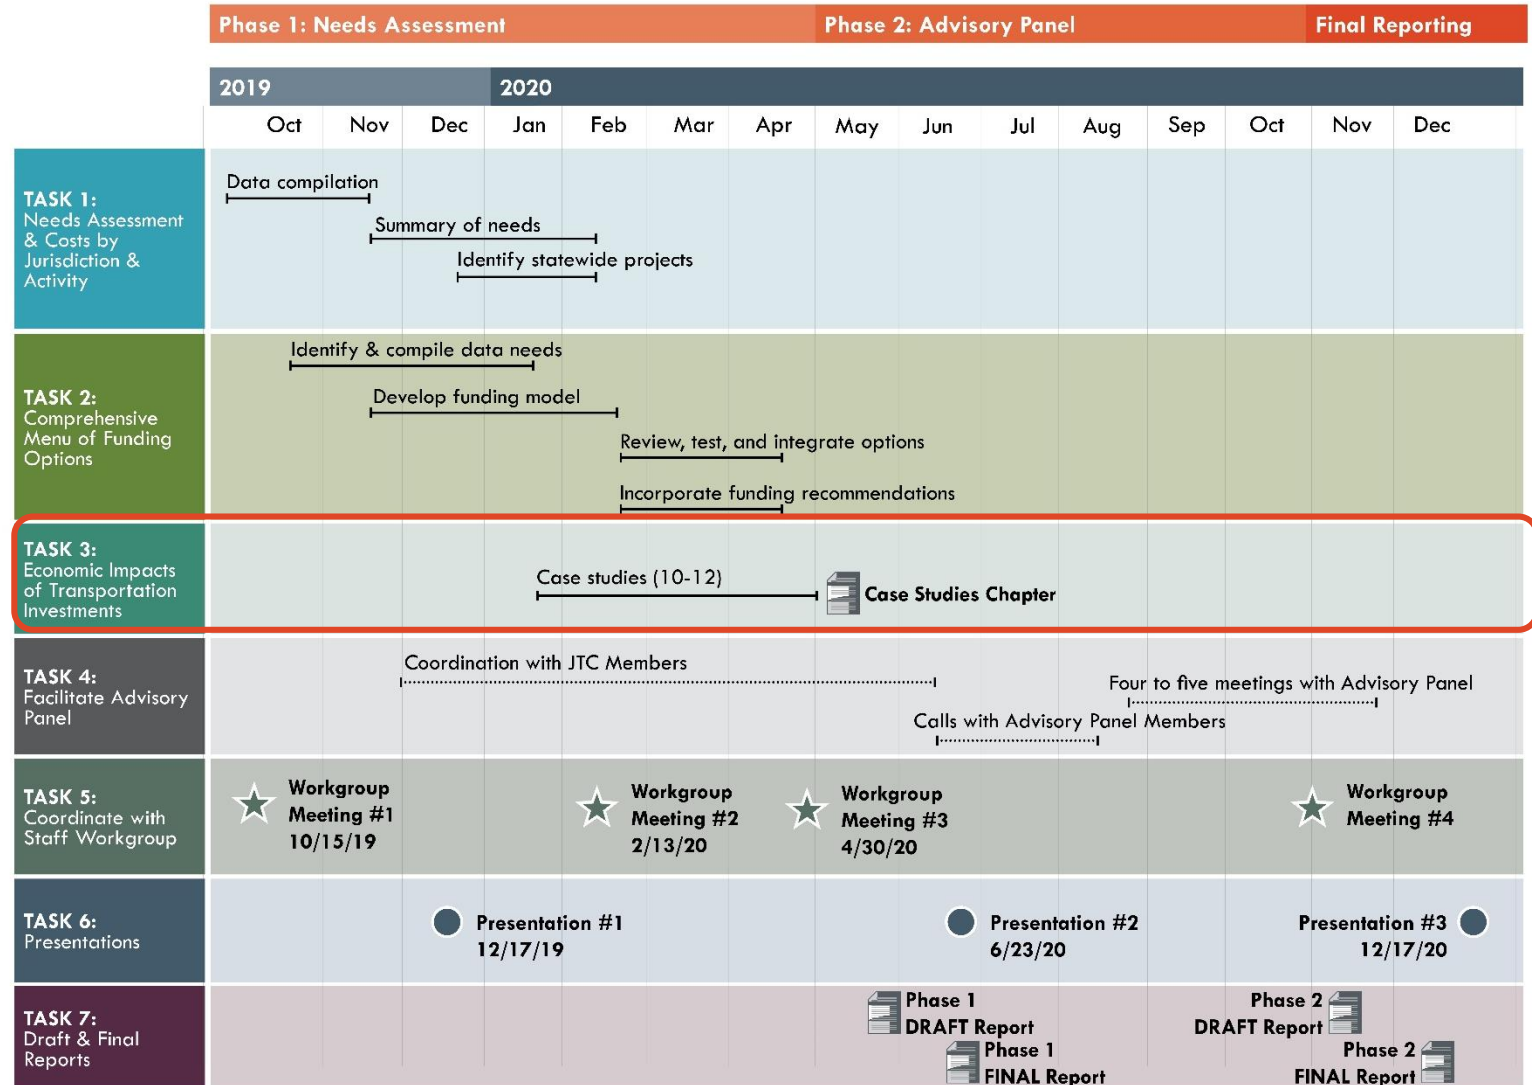 Phase 1: Needs Assessment
Phase 2: Advisory Panel
Final Reporting
2019
2020
Oct Nov Dec Jan Feb Mar Apr May Jun Jul Aug Sep Oct Nov Dec
TASK 1:
Needs Assessment
& Costs by
Jurisdiction &
Activity
Data compilation
Summary of needs
Identify statewide projects
TASK 2:
Comprehensive
Menu of Funding
Options
Identify & compile data needs
Develop funding model
Review, test, and integrate options
Incorporate funding recommendations
TASK 3:
Economic Impacts
of Transportation
Investments
Case studies (10-12)
Case Studies Chapter
TASK 4:
Facilitate Advisory
Panel
Coordination with JTC Members
Four to five meetings with Advisory Panel
Calls with Advisory Panel Members
TASK 5:
Coordinate with
Staff Workgroup
Workgroup
Meeting #1
10/15/19
Workgroup
Meeting #2
2/13/20
Workgroup
Meeting #3
4/30/20
Workgroup
Meeting #4
TASK 6:
Presentations
Presentation #1
12/17/19
Presentation #2
6/23/20
Presentation #3
12/17/20
TASK 7:
Draft & Final
Reports
Phase 1
DRAFT Report
Phase 1
FINAL Report
Phase 2
DRAFT Report
Phase 2
FINAL Report